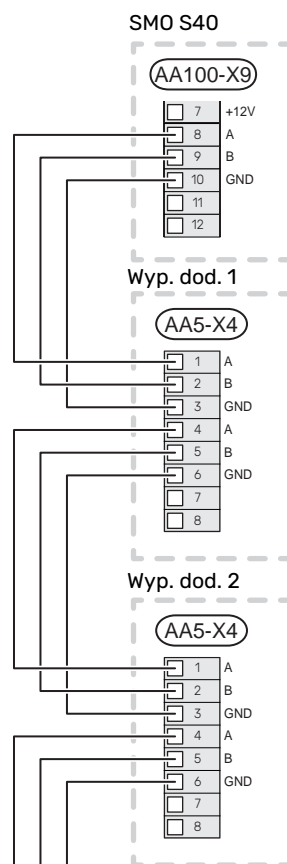 SMO S40
AA100-X9
7 +12V
8 A
9 B
10 GND
11
12
Wyp. dod. 1
AA5-X4
1 A
2 B
3 GND
4 A
5 B
6 GND
7
8
Wyp. dod. 2
AA5-X4
1 A
2 B
3 GND
4 A
5 B
6 GND
7
8